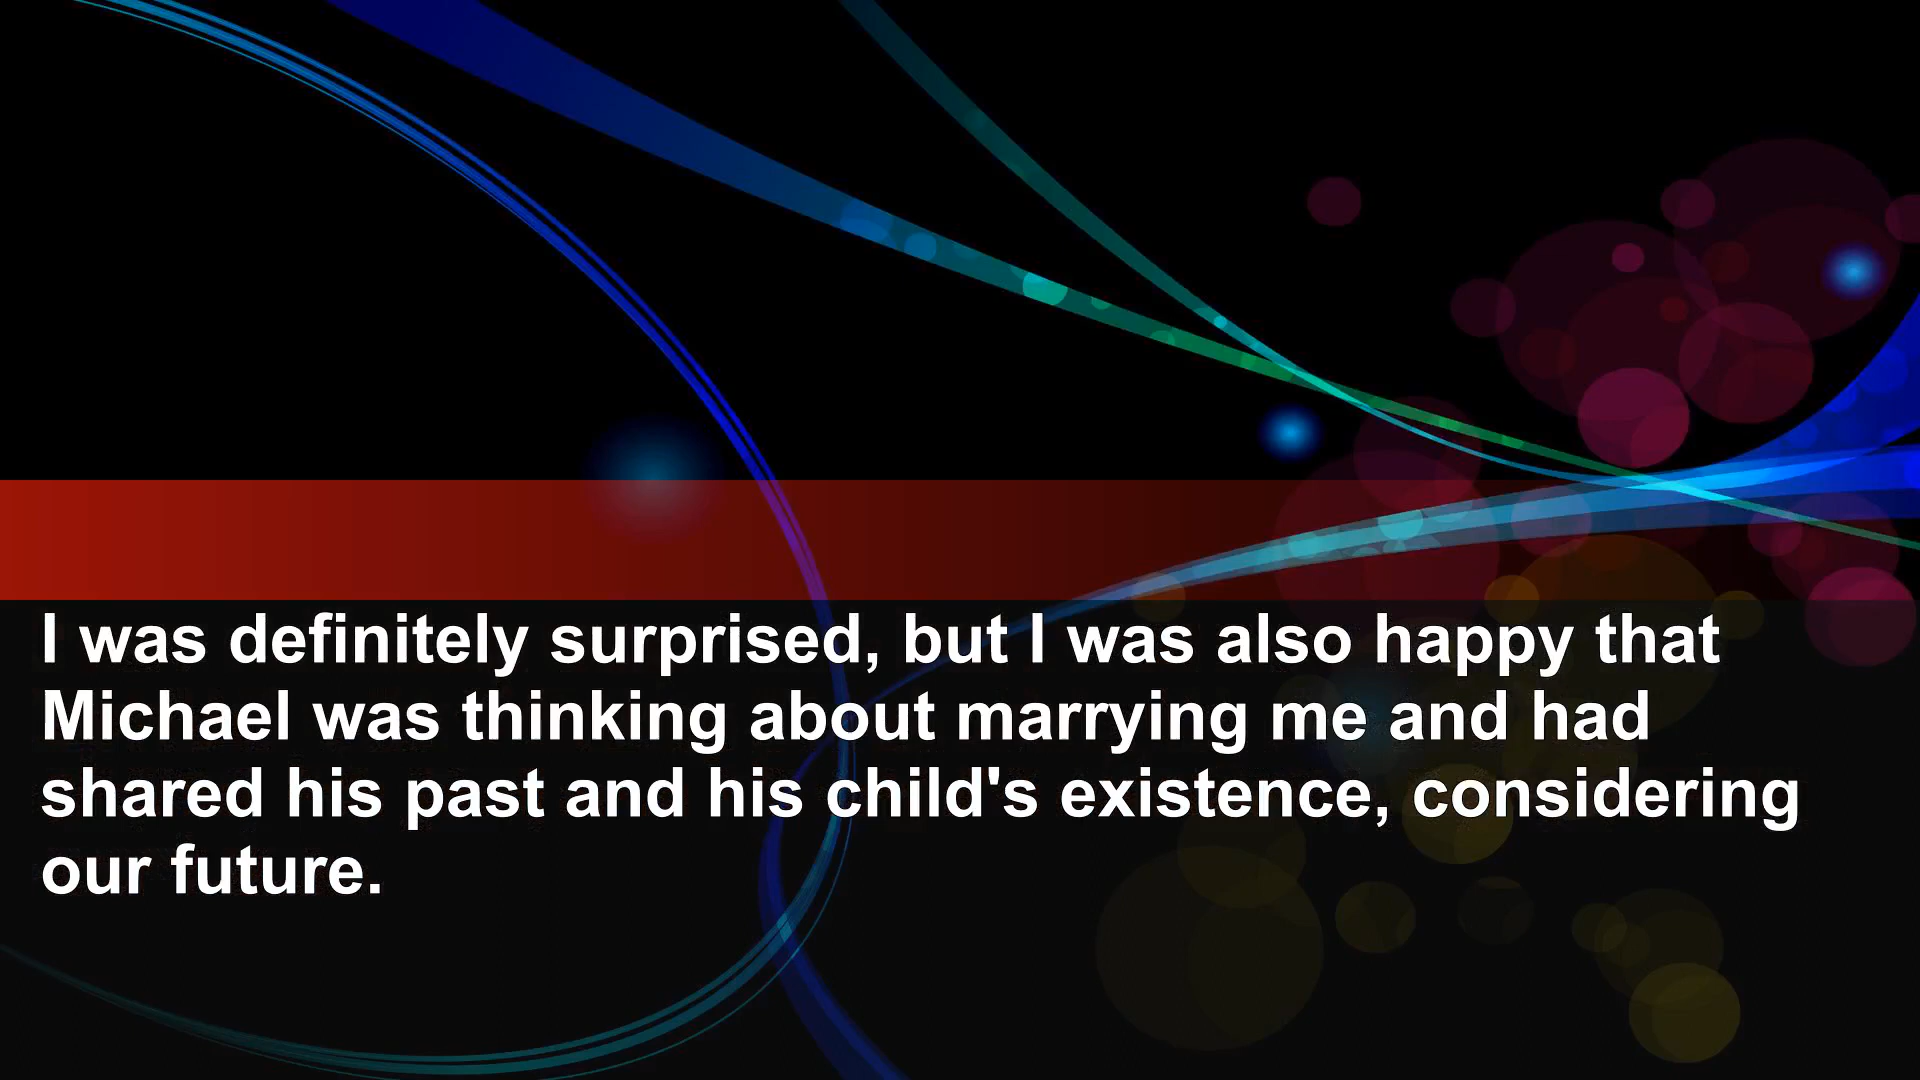 I was definitely surprised, but I was also happy that
Michael was thinking about marrying me and had
shared his past and his child's existence, considering
our future.